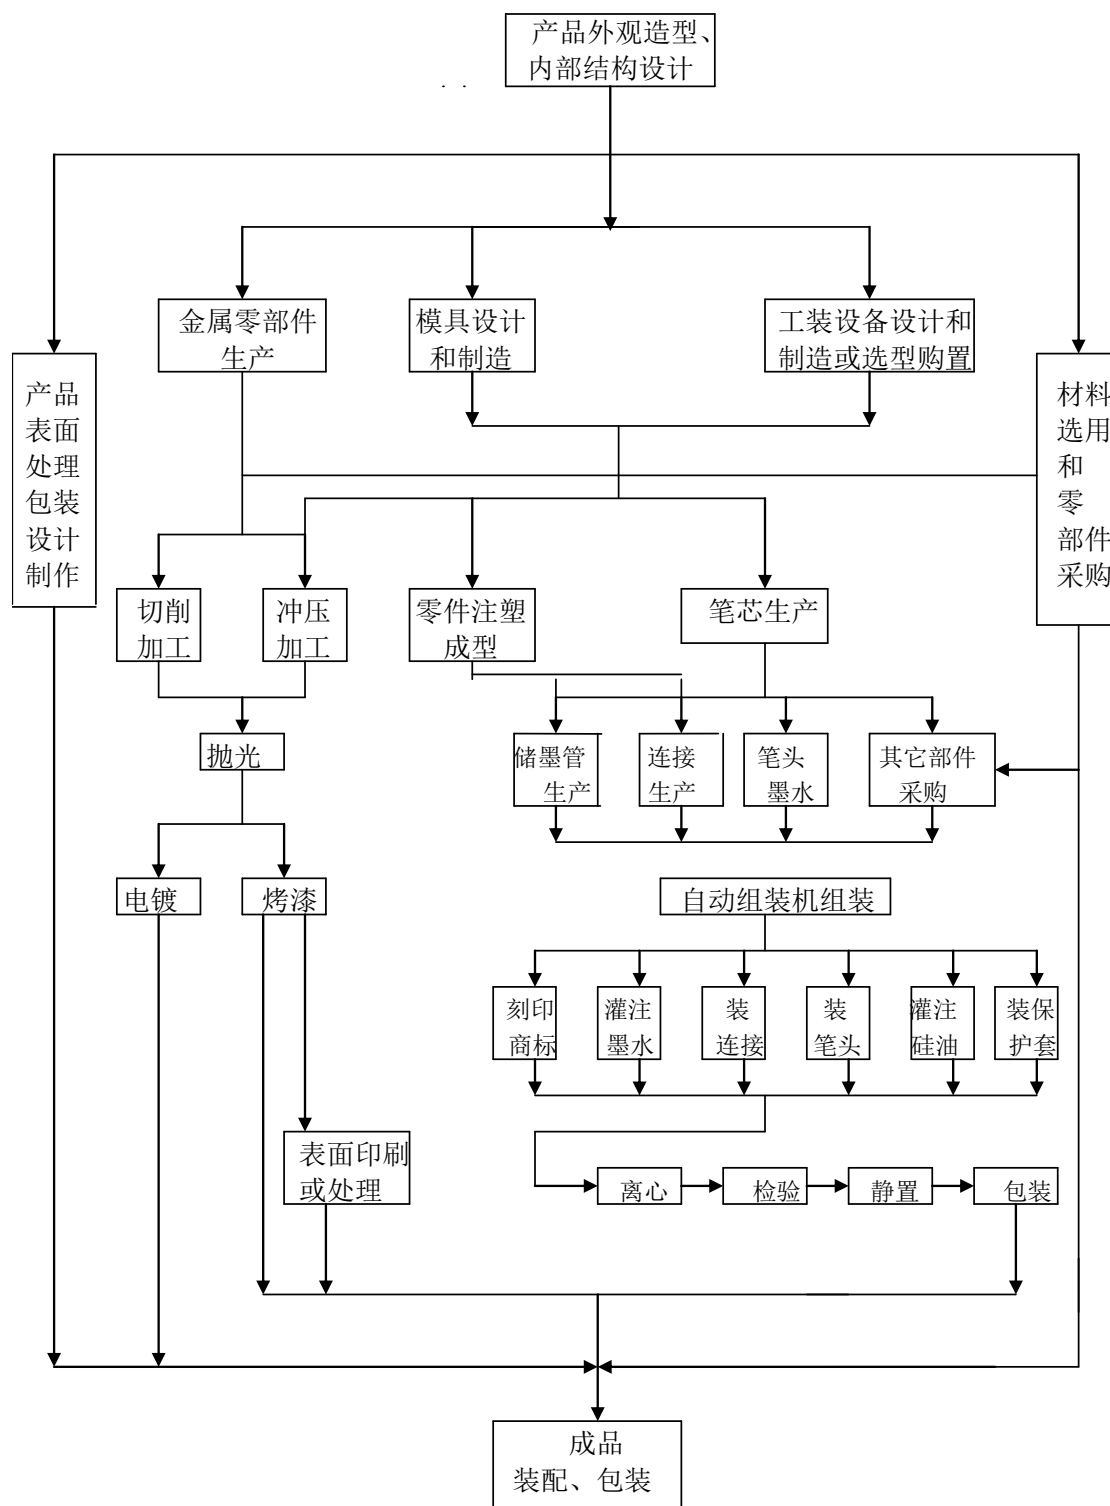 产品外观造型、
内部结构设计
金属零部件
生产
模具设计
和制造
工装设备设计和
制造或选型购置
产品
表面
处理
包装
设计
制作
材料
选用
和
零
部件
采购
切削
加工
冲压
加工
零件注塑
成型
笔芯生产
抛光
储墨管
生产
连接
生产
笔头
墨水
其它部件
采购
电镀
烤漆
自动组装机组装
刻印
商标
灌注
墨水
装
连接
装
笔头
灌注
硅油
装保
护套
表面印刷
或处理
离心
检验
静置
包装
成品
装配、包装